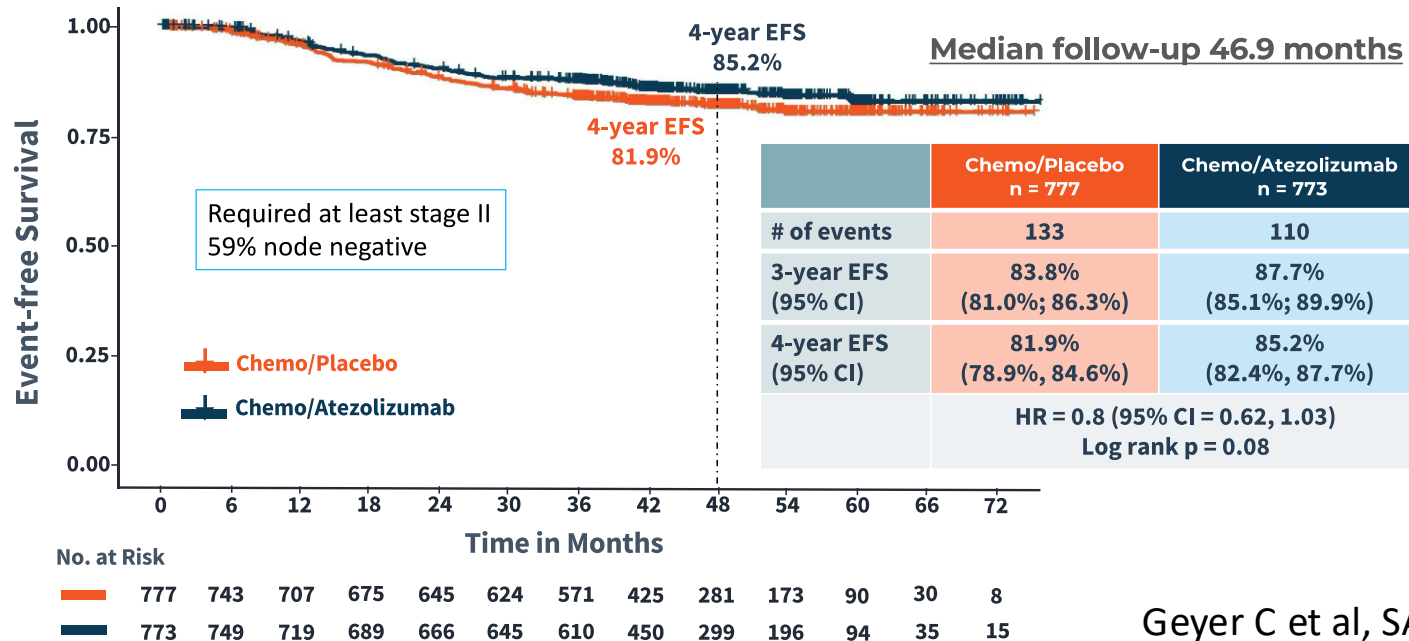 4-year EFS
85.2%
Median follow-up 46.9 months
1.00
0.75
0.50
0.25
0.00
Event-free Survival
4-year EFS
81.9%
Required at least stage II
59% node negative
Chemo/Placebo
Chemo/Atezolizumab
Chemo/Placebo Chemo/Atezolizumab
n = 777 n = 773
# of events 133 110
3-year EFS 83.8% 87.7%
(95% CI) (81.0%; 86.3%) (85.1%; 89.9%)
4-year EFS 81.9% 85.2%
(95% CI) (78.9%, 84.6%) (82.4%, 87.7%)
HR = 0.8 (95% CI = 0.62, 1.03)
Log rank p = 0.08
0 6 12 18 24 30 36 42 48 54 60 66 72
Time in Months
No. at Risk
777 743 707 675 645 624 571 425 281 173 90 30 8
773 749 719 689 666 645 610 450 299 196 94 35 15
Geyer C et al, SA